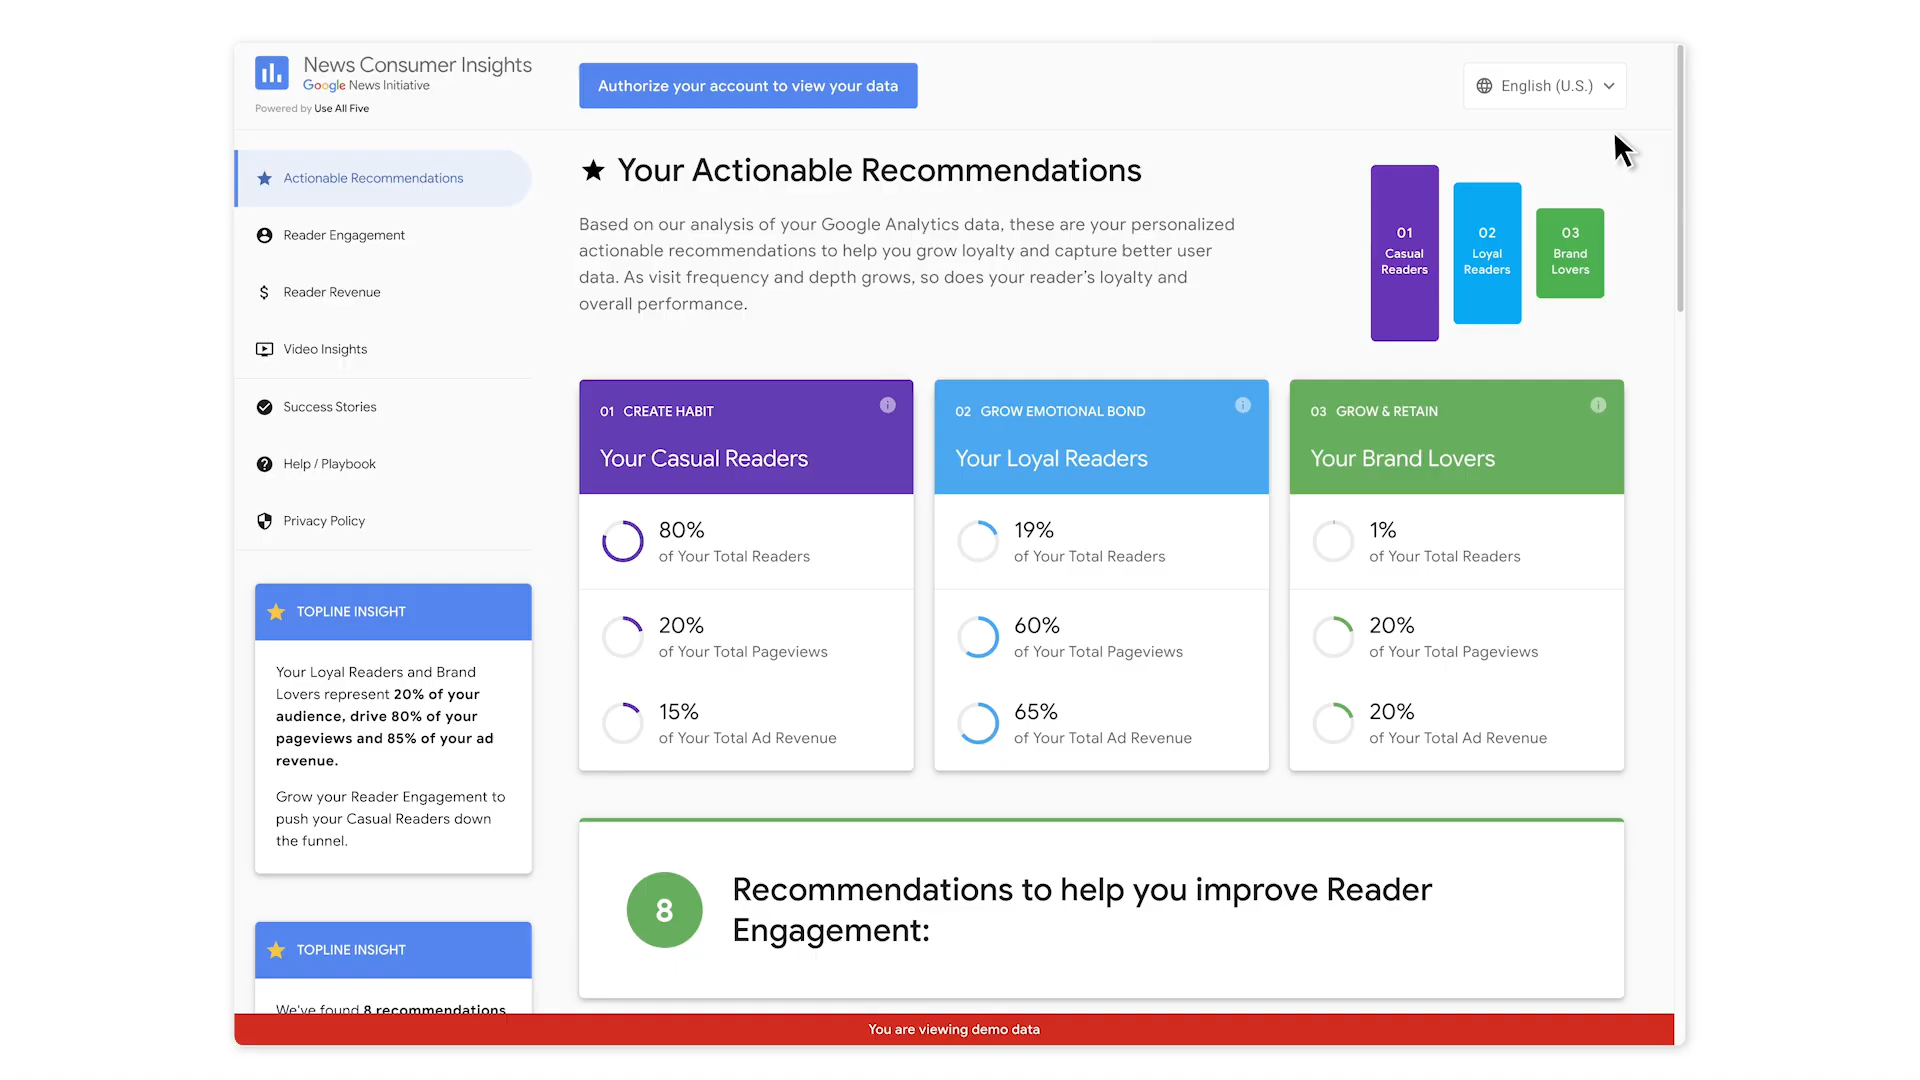 News Consumer Insights
Google News Initiative
Powered by Use All Five
Authorize your account to view your data
English (U.S.)
Actionable Recommendations
Reader Engagement
Reader Revenue
Video Insights
Success Stories
Help / Playbook
Privacy Policy
TOPLINE INSIGHT
Your Loyal Readers and Brand
Lovers represent 20% of your
audience, drive 80% of your
pageviews and 85% of your ad
revenue.
Grow your Reader Engagement to
push your Casual Readers down
the funnel.
TOPLINE INSIGHT
We've found 8 recommendations
Your Actionable Recommendations
Based on our analysis of your Google Analytics data, these are your personalized
actionable recommendations to help you grow loyalty and capture better user
data. As visit frequency and depth grows, so does your reader's loyalty and
overall performance.
01
Casual
Readers
02
Loyal
Readers
03
Brand
Lovers
01 CREATE HABIT
Your Casual Readers
80%
of Your Total Readers
20%
of Your Total Pageviews
15%
of Your Total Ad Revenue
02 GROW EMOTIONAL BOND
Your Loyal Readers
19%
of Your Total Readers
60%
of Your Total Pageviews
65%
of Your Total Ad Revenue
03 GROW & RETAIN
Your Brand Lovers
1%
of Your Total Readers
20%
of Your Total Pageviews
20%
of Your Total Ad Revenue
8
Recommendations to help you improve Reader
Engagement:
You are viewing demo data